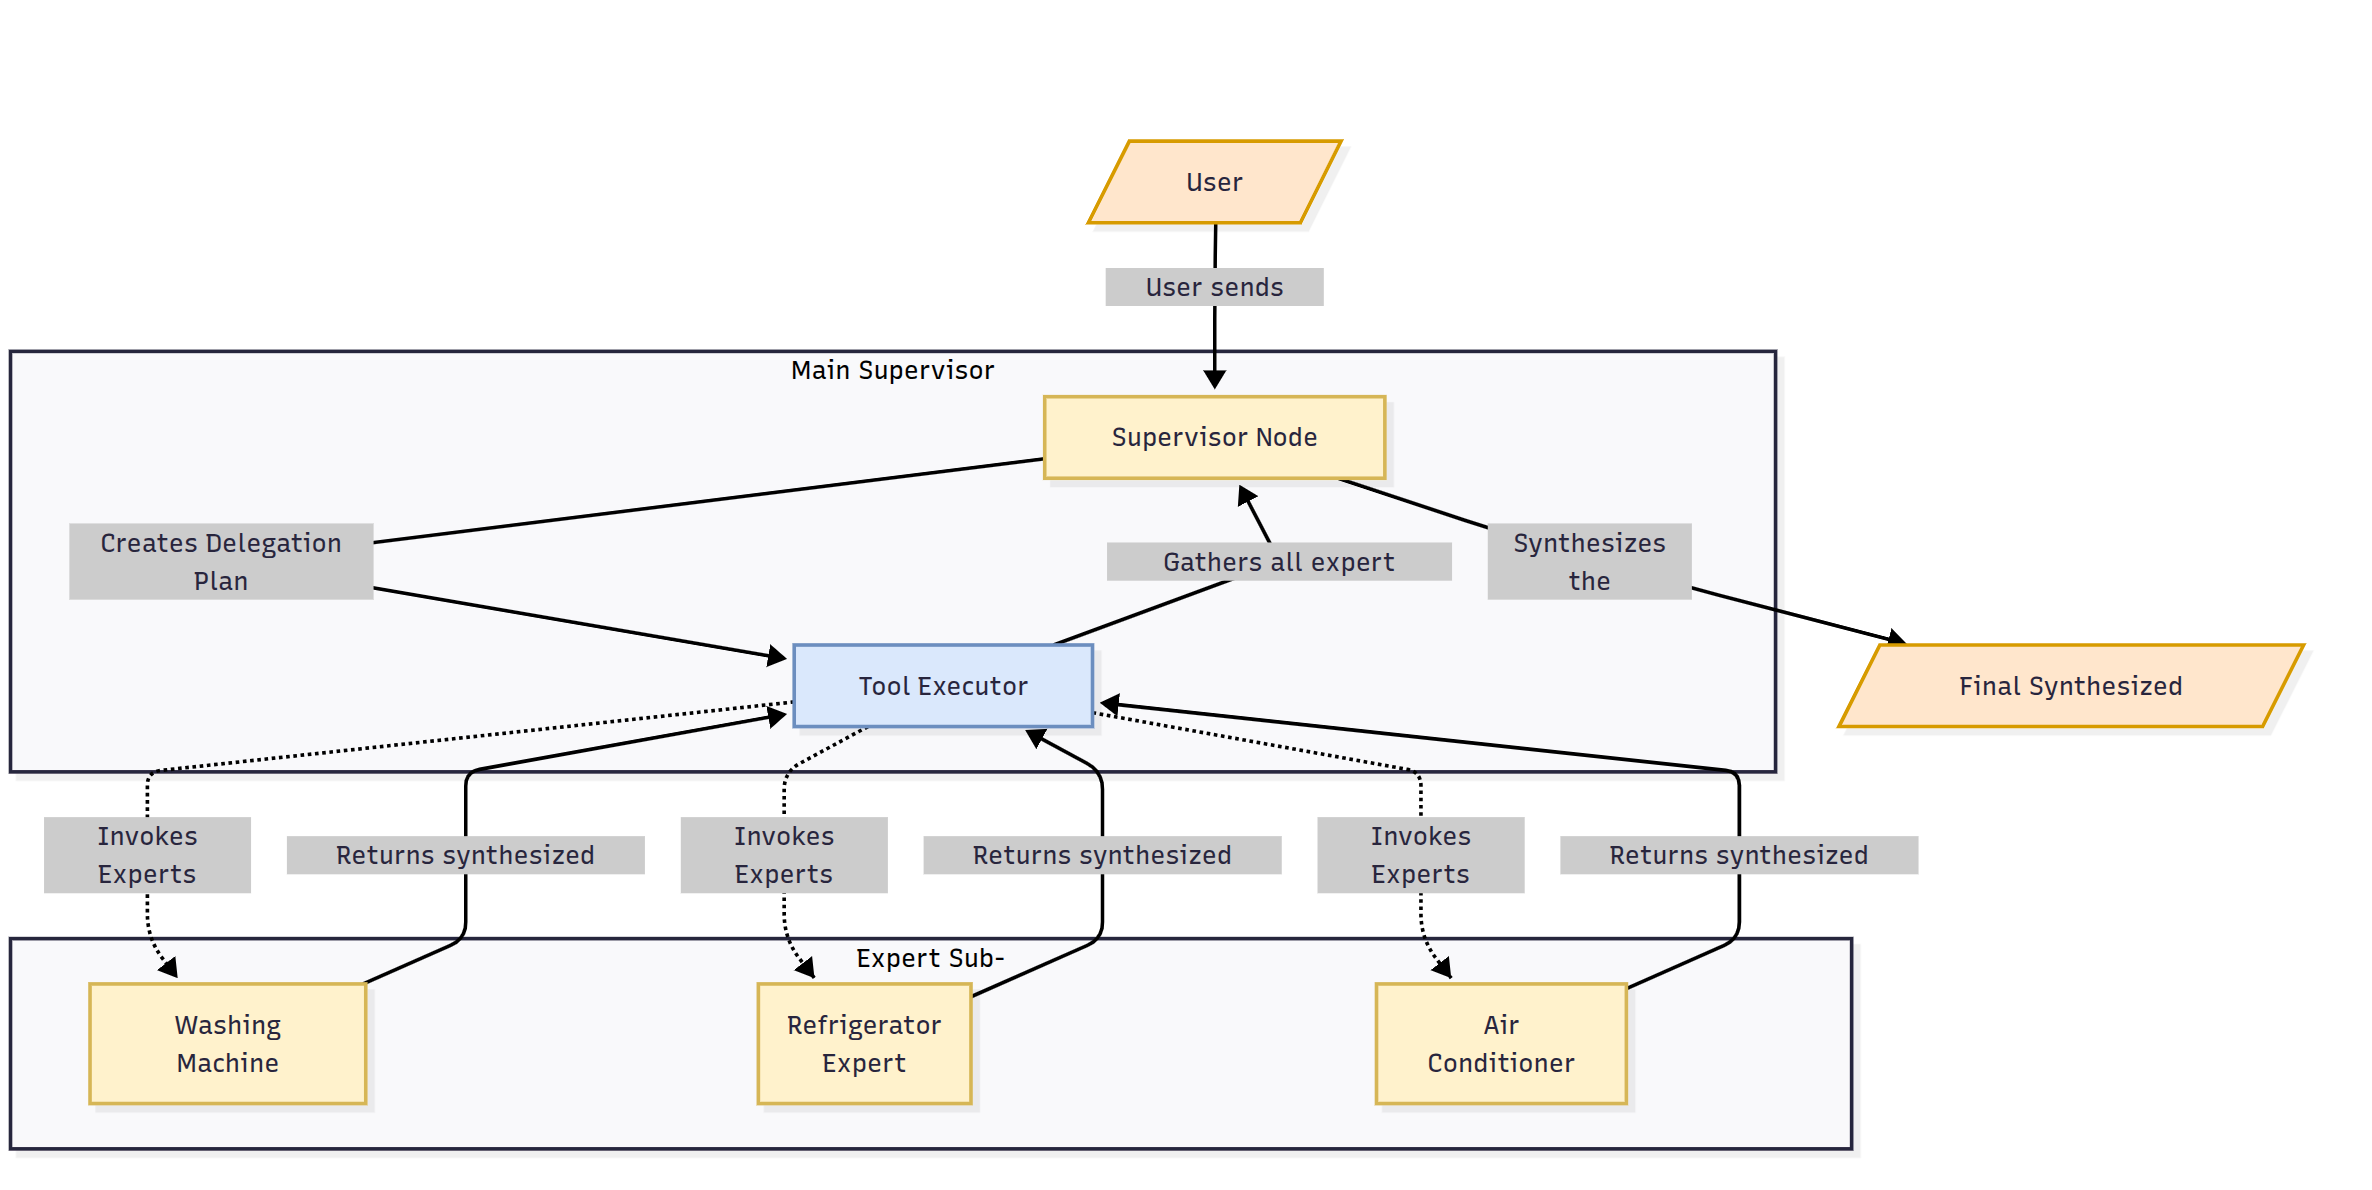 User
User sends
Main Supervisor
Supervisor Node
Creates Delegation
Plan
Gathers all expert
Synthesizes
the
Tool Executor
Final Synthesized
Invokes
Experts
Returns synthesized
Invokes
Experts
Returns synthesized
Invokes
Experts
Returns synthesized
Expert Sub-
Washing
Machine
Refrigerator
Expert
Air
Conditioner